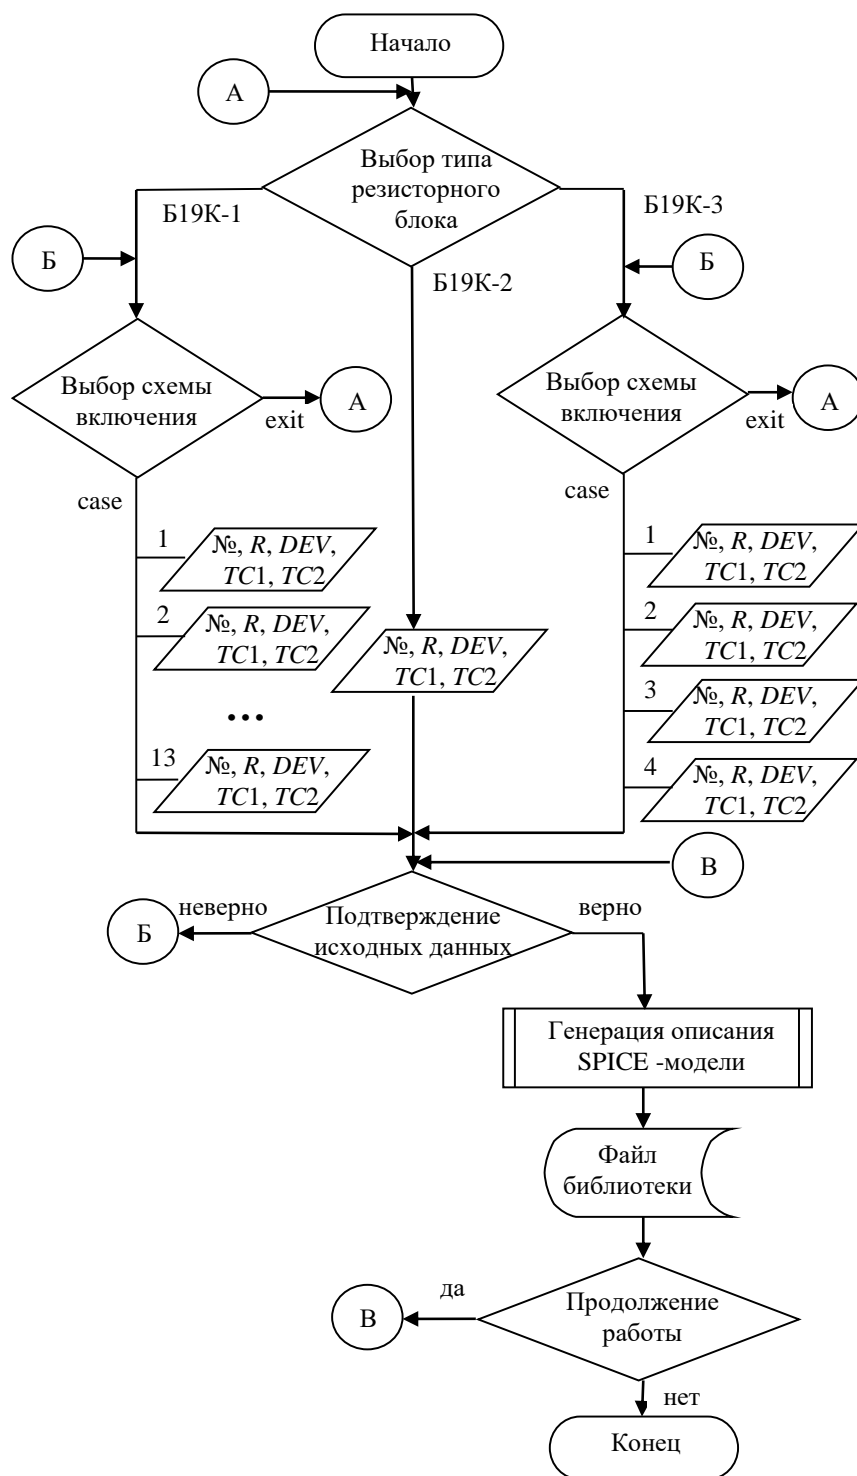 Начало
А
Выбор типа
резисторного
блока
Б19К-1
Б19К-3
Б
Б19К-2
Б
Выбор схемы
включения
exit
А
Выбор схемы
включения
exit
А
case
case
1
№, R, DEV,
TC1, TC2
2
№, R, DEV,
TC1, TC2
...
13
№, R, DEV,
TC1, TC2
№, R, DEV,
TC1, TC2
1
№, R, DEV,
TC1, TC2
2
№, R, DEV,
TC1, TC2
3
№, R, DEV,
TC1, TC2
4
№, R, DEV,
TC1, TC2
В
неверно
Подтверждение
исходных данных
верно
Б
Генерация описания
SPICE -модели
Файл
библиотеки
да
В
Продолжение
работы
нет
Конец